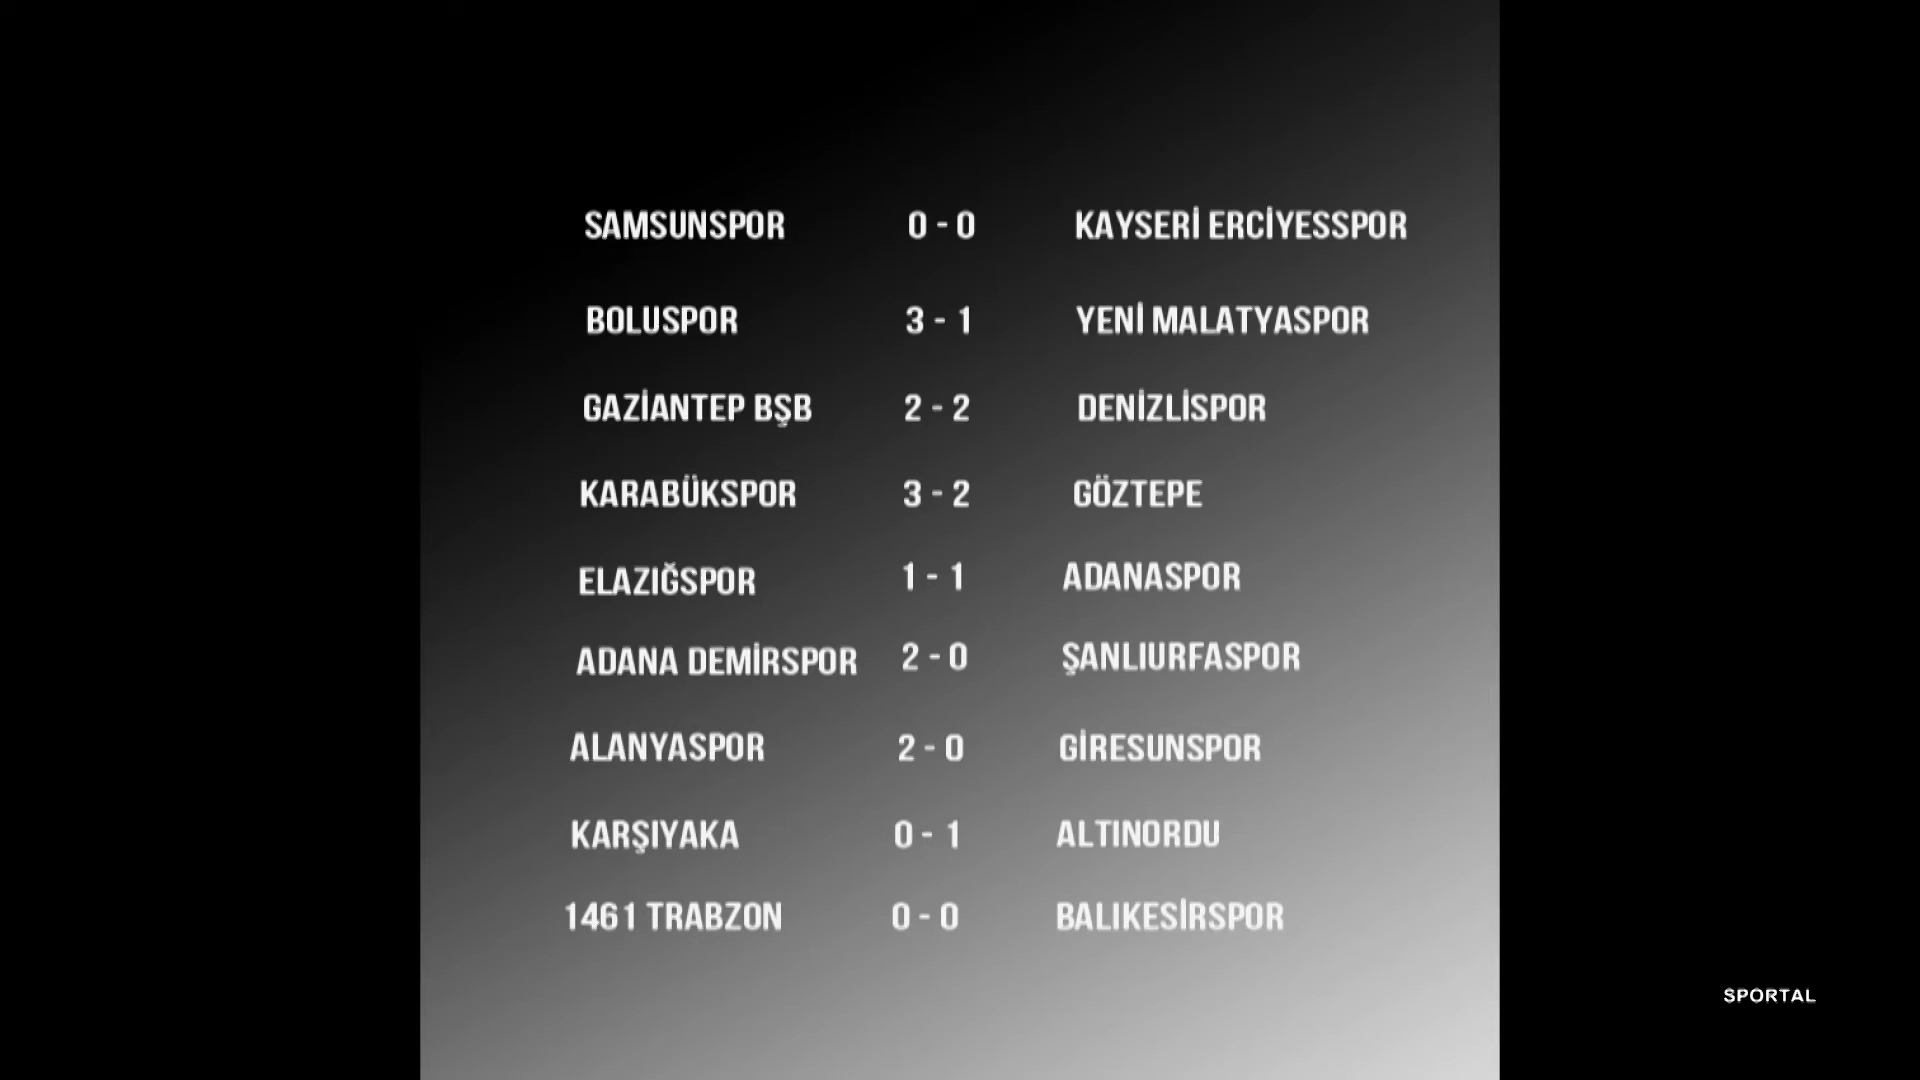 SAMSUNSPOR 0 - 0 KAYSERİ ERCİYESSPOR
BOLUSPOR 3 - 1 YENİ MALATYASPOR
GAZİANTEP BŞB 2 - 2 DENİZLİSPOR
KARABÜKSPOR 3 - 2 GÖZTEPE
ELAZIĞSPOR 1 - 1 ADANASPOR
ADANA DEMİRSPOR 2 - 0 ŞANLIURFASPOR
ALANYASPOR 2 - 0 GİRESUNSPOR
KARŞIYAKA 0 - 1 ALTINORDU
1461 TRABZON 0 - 0 BALIKESİRSPOR
SPORTAL